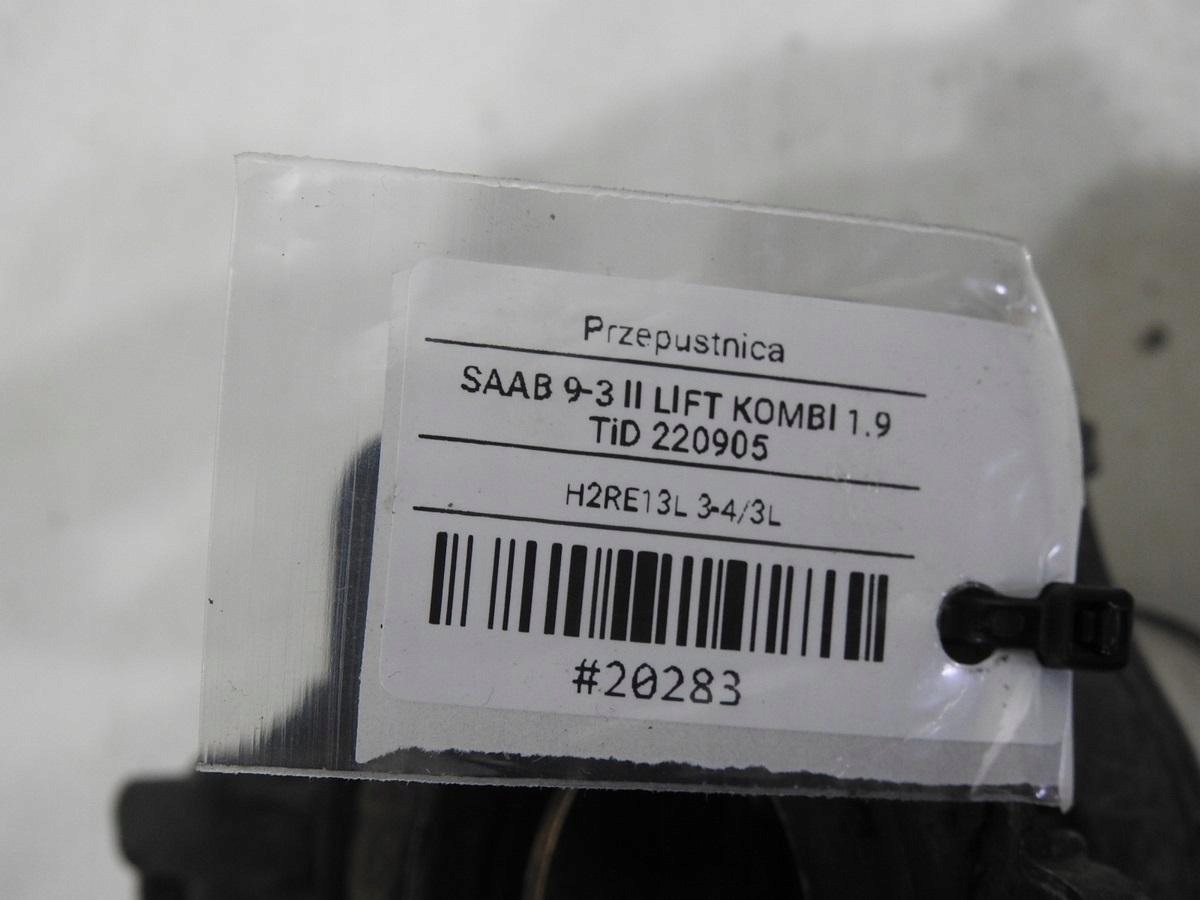 Przepustnica
SAAB 9-3 II LIFT KOMBI 1.9
TiD 220905
H2RE13L 3-4/3L
#20283